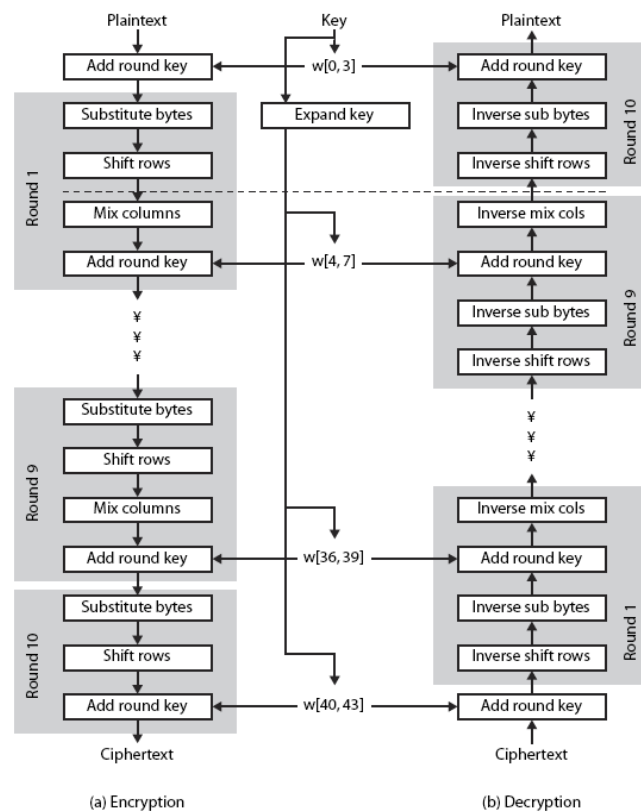 Plaintext
Add round key
Round 1
Substitute bytes
Shift rows
Mix columns
Add round key
¥
¥
¥
Round 9
Substitute bytes
Shift rows
Mix columns
Add round key
Round 10
Substitute bytes
Shift rows
Add round key
Ciphertext
(a) Encryption
Key
w[0, 3]
Expand key
w[4, 7]
w[36, 39]
w[40, 43]
Plaintext
Add round key
Inverse sub bytes
Inverse shift rows
Round 10
Inverse mix cols
Add round key
Inverse sub bytes
Inverse shift rows
Round 9
¥
¥
¥
Inverse mix cols
Add round key
Inverse sub bytes
Inverse shift rows
Round 1
Add round key
Ciphertext
(b) Decryption